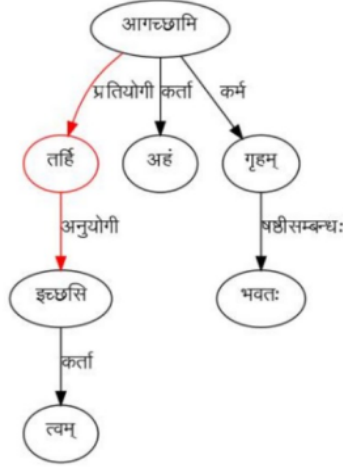 आगच्छामि
प्रतियोगी कर्ता कर्म
तर्हि अहं गृहम्
अनुयोगी षष्ठीसम्बन्धः
इच्छसि भवतः
कर्ता
त्वम्